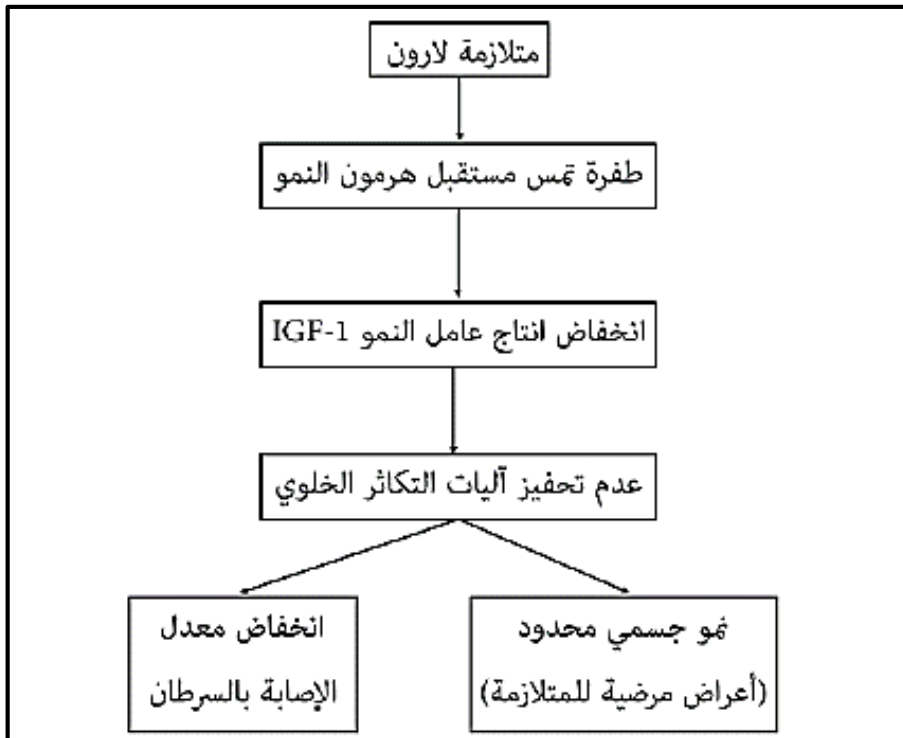 متلازمة لارون
طفرة تمس مستقبل هرمون النمو
انخفاض انتاج عامل النمو IGF-1
عدم تحفيز آليات التكاثر الخلوي
نمو جسمي محدود
(أعراض مرضية للمتلازمة)
انخفاض معدل
الإصابة بالسرطان